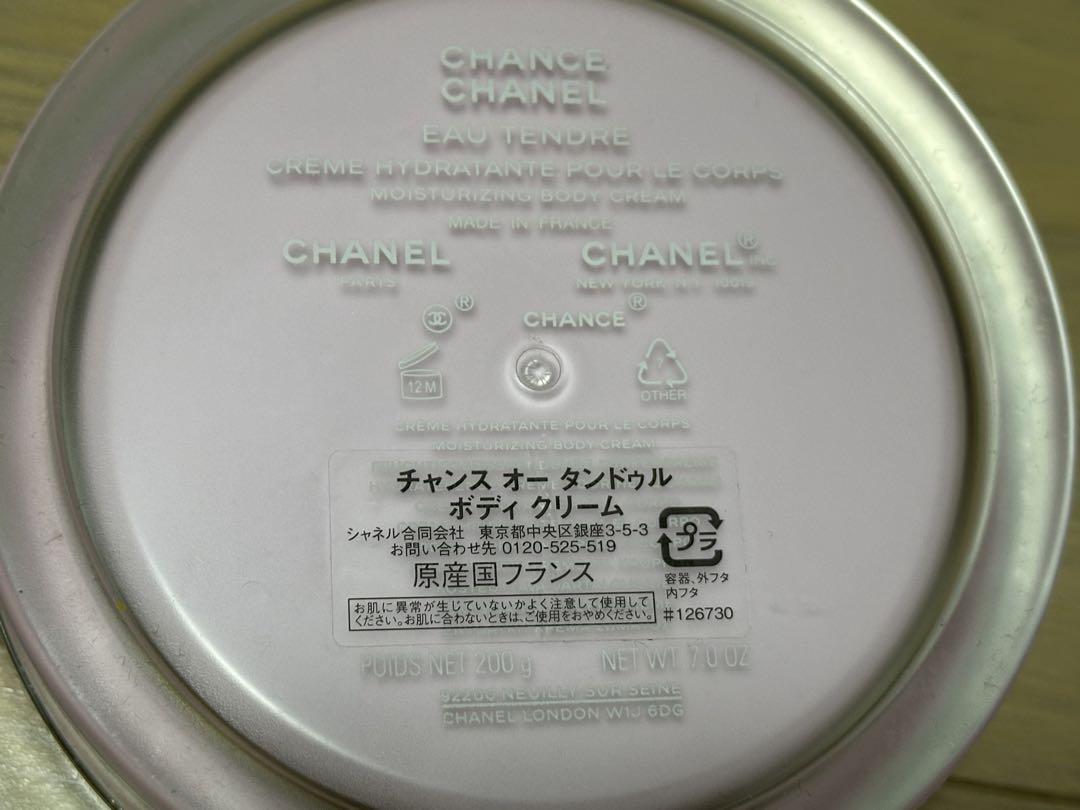 CHANCE
CHANEL
EAU TENDRE
CRÈME HYDRATANTE POUR LE CORPS
MOISTURIZING BODY CREAM
MADE IN FRANCE
CHANEL CHANEL® INC
PARIS NEW YORK N.Y. 10019
® CHANCE®
12 M
OTHER
CRÈME HYDRATANTE POUR LE CORPS
MOISTURIZING BODY CREAM
チャンス オー タンドゥル
ボディ クリーム
シャネル合同会社 東京都中央区銀座3-5-3
お問い合わせ先 0120-525-519
原産国フランス
プラ
容器、外フタ
内フタ
お肌に異常が生じていないかよく注意して使用して
ください。お肌に合わないときは、ご使用をおやめください。
#126730
POIDS NET 200 g NET WT 7.0 OZ
92200 NEUILLY SUR SEINE
CHANEL LONDON W1J 6DG